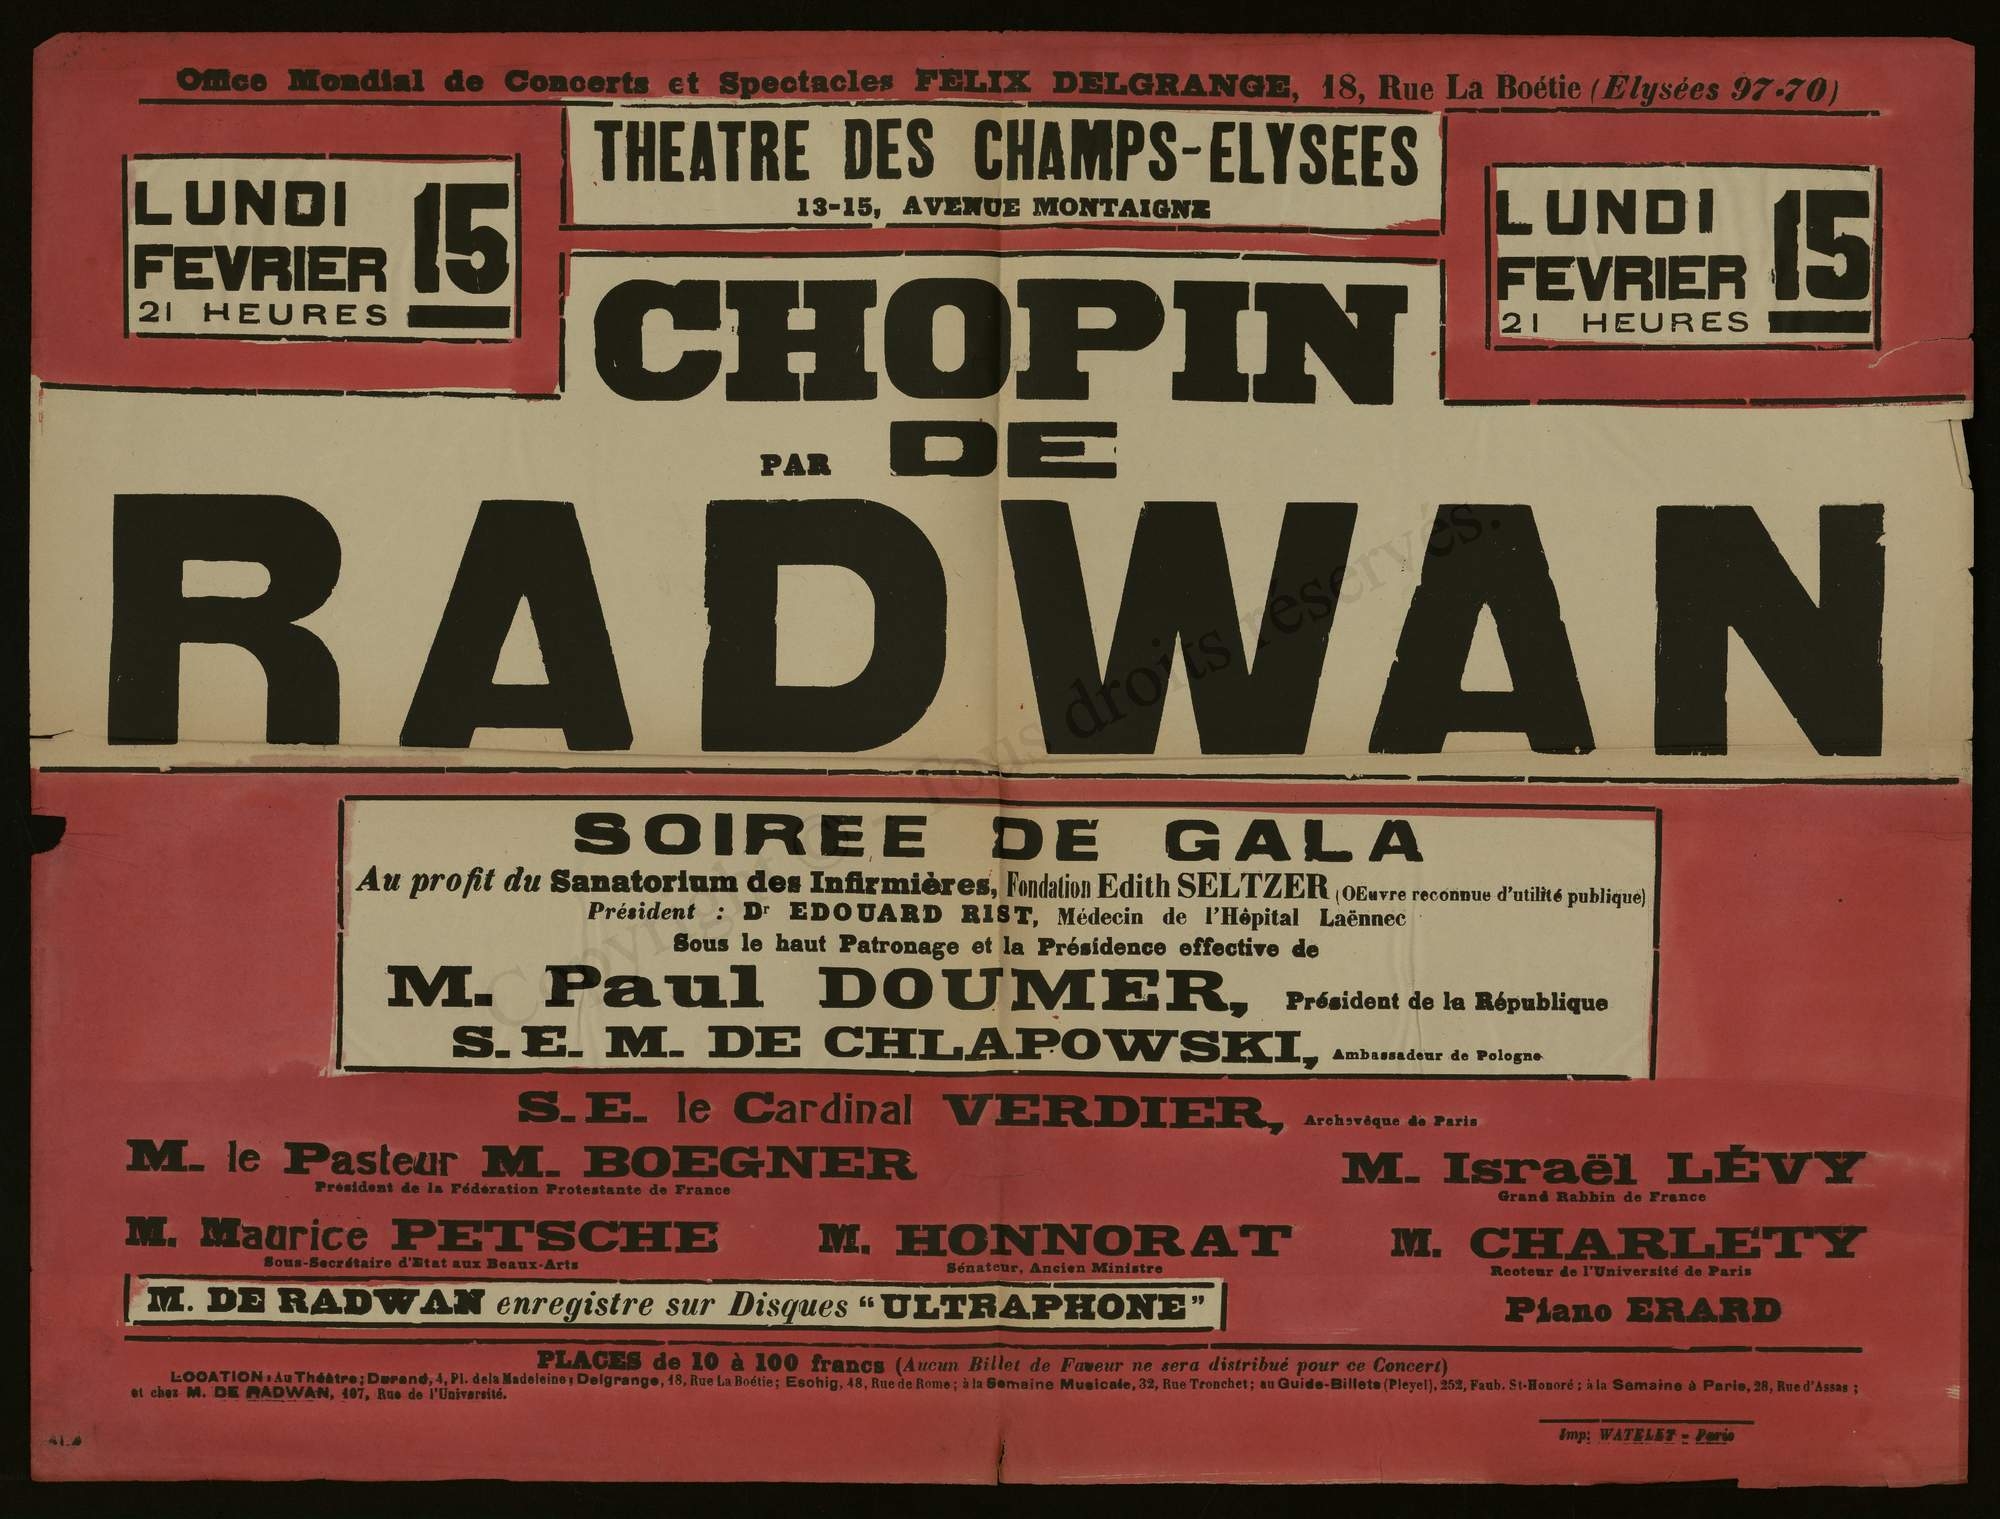 Office Mondial de Concerts et Spectacles FÉLIX DELGRANGE, 18, Rue La Boétie (Elysées 97-70)
THEATRE DES CHAMPS-ELYSEES
13-15, AVENUE MONTAIGNE
LUNDI
FEVRIER 15
21 HEURES
LUNDI
FEVRIER 15
21 HEURES
CHOPIN
PAR DE
RADWAN
SOIREE DE GALA
Au profit du Sanatorium des Infirmières, Fondation Edith SELTZER (OEuvre reconnue d'utilité publique)
Président : Dr EDOUARD RIST, Médecin de l'Hôpital Laënnec
Sous le haut Patronage et la Présidence effective de
M. Paul DOUMER, Président de la République
S. E. M. DE CHLAPOWSKI, Ambassadeur de Pologne
S. E. le Cardinal VERDIER, Archevêque de Paris
M. le Pasteur M. BOEGNER
Président de la Fédération Protestante de France
M. Israël LÉVY
Grand Rabbin de France
M. Maurice PETSCHE
Sous-Secrétaire d'Etat aux Beaux-Arts
M. HONNORAT
Sénateur, Ancien Ministre
M. CHARLETY
Recteur de l'Université de Paris
M. DE RADWAN enregistre sur Disques "ULTRAPHONE"
Piano ERARD
PLACES de 10 à 100 francs (Aucun Billet de Faveur ne sera distribué pour ce Concert)
LOCATION : Au Théâtre ; Durand, 4, Pl. de la Madeleine ; Delgrange, 18, Rue La Boétie ; Eschig, 48, Rue de Rome ; à la Semaine Musicale, 32, Rue Tronchet ; au Guide-Billets (Pleyel), 252, Faub. St-Honoré ; à la Semaine à Paris, 28, Rue d'Assas ;
et chez M. DE RADWAN, 107, Rue de l'Université.
Imp: WATELET - Paris
Copyright © - Tous droits réservés.